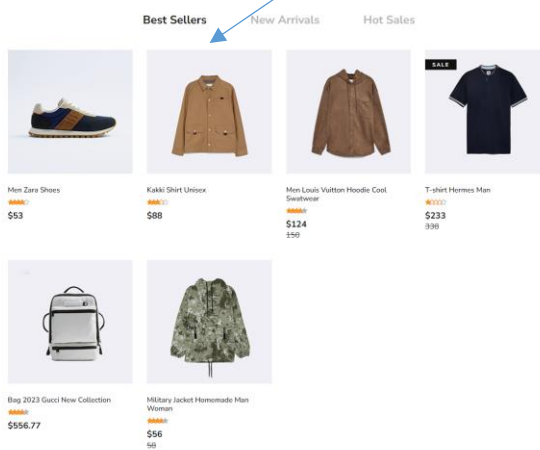 Best Sellers New Arrivals Hot Sales
SALE
Men Zara Shoes
$53
Kakki Shirt Unisex
$88
Men Louis Vuitton Hoodie Cool
Swatwear
$124
150
T-shirt Hermes Man
$233
330
Bag 2023 Gucci New Collection
$556.77
Military Jacket Homemade Man
Woman
$56
58